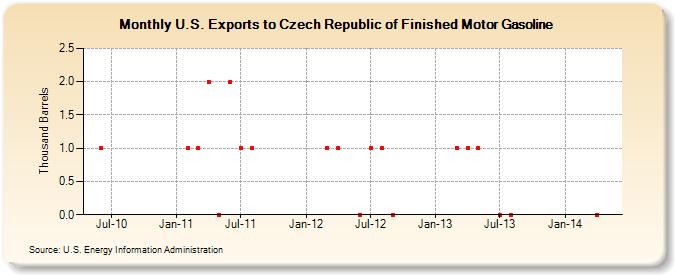 Monthly U.S. Exports to Czech Republic of Finished Motor Gasoline
Thousand Barrels
2.5
2.0
1.5
1.0
0.5
0.0
Jul-10 Jan-11 Jul-11 Jan-12 Jul-12 Jan-13 Jul-13 Jan-14
Source: U.S. Energy Information Administration